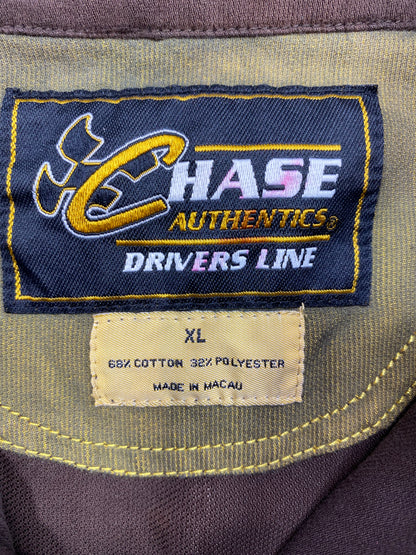 CHASE
AUTHENTICS®
DRIVERS LINE
XL
68% COTTON 32% POLYESTER
MADE IN MACAU